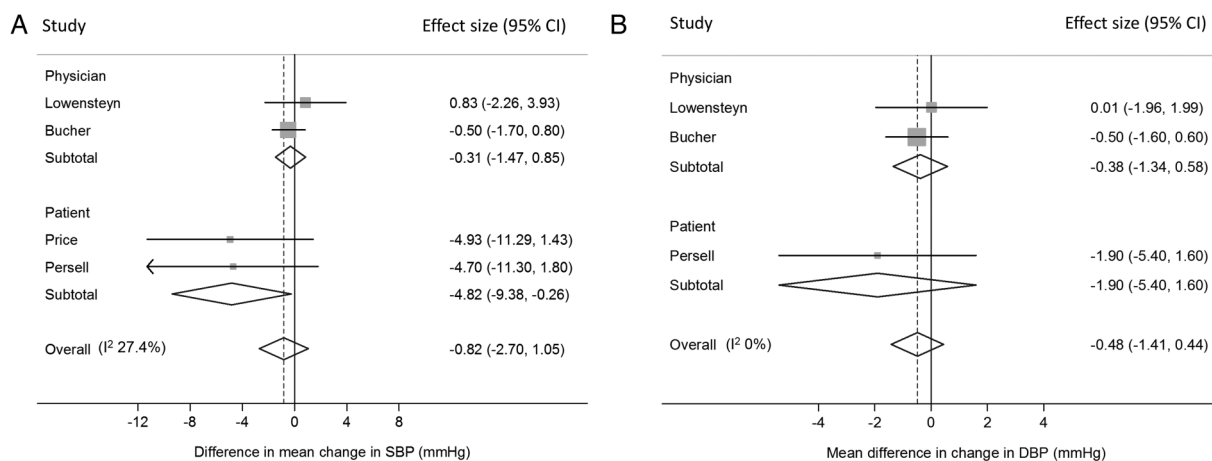 A Study Effect size (95% CI)
Physician
Lowensteyn 0.83 (-2.26, 3.93)
Bucher -0.50 (-1.70, 0.80)
Subtotal -0.31 (-1.47, 0.85)
Patient
Price -4.93 (-11.29, 1.43)
Persell -4.70 (-11.30, 1.80)
Subtotal -4.82 (-9.38, -0.26)
Overall (I² 27.4%) -0.82 (-2.70, 1.05)
-12 -8 -4 0 4 8
Difference in mean change in SBP (mmHg)
B Study Effect size (95% CI)
Physician
Lowensteyn 0.01 (-1.96, 1.99)
Bucher -0.50 (-1.60, 0.60)
Subtotal -0.38 (-1.34, 0.58)
Patient
Persell -1.90 (-5.40, 1.60)
Subtotal -1.90 (-5.40, 1.60)
Overall (I² 0%) -0.48 (-1.41, 0.44)
-4 -2 0 2 4
Mean difference in change in DBP (mmHg)